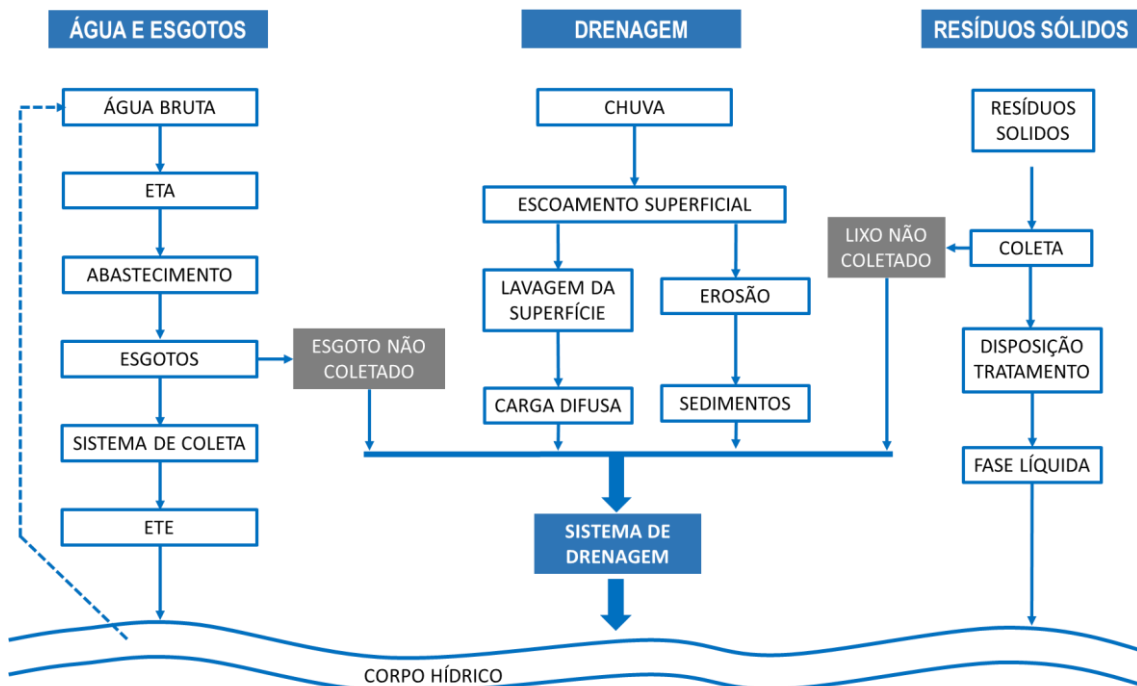 ÁGUA E ESGOTOS
ÁGUA BRUTA
ETA
ABASTECIMENTO
ESGOTOS
ESGOTO NÃO
COLETADO
SISTEMA DE COLETA
ETE
DRENAGEM
CHUVA
ESCOAMENTO SUPERFICIAL
LAVAGEM DA
SUPERFÍCIE
CARGA DIFUSA
EROSÃO
SEDIMENTOS
SISTEMA DE
DRENAGEM
RESÍDUOS SÓLIDOS
RESÍDUOS
SOLIDOS
COLETA
LIXO NÃO
COLETADO
DISPOSIÇÃO
TRATAMENTO
FASE LÍQUIDA
CORPO HÍDRICO